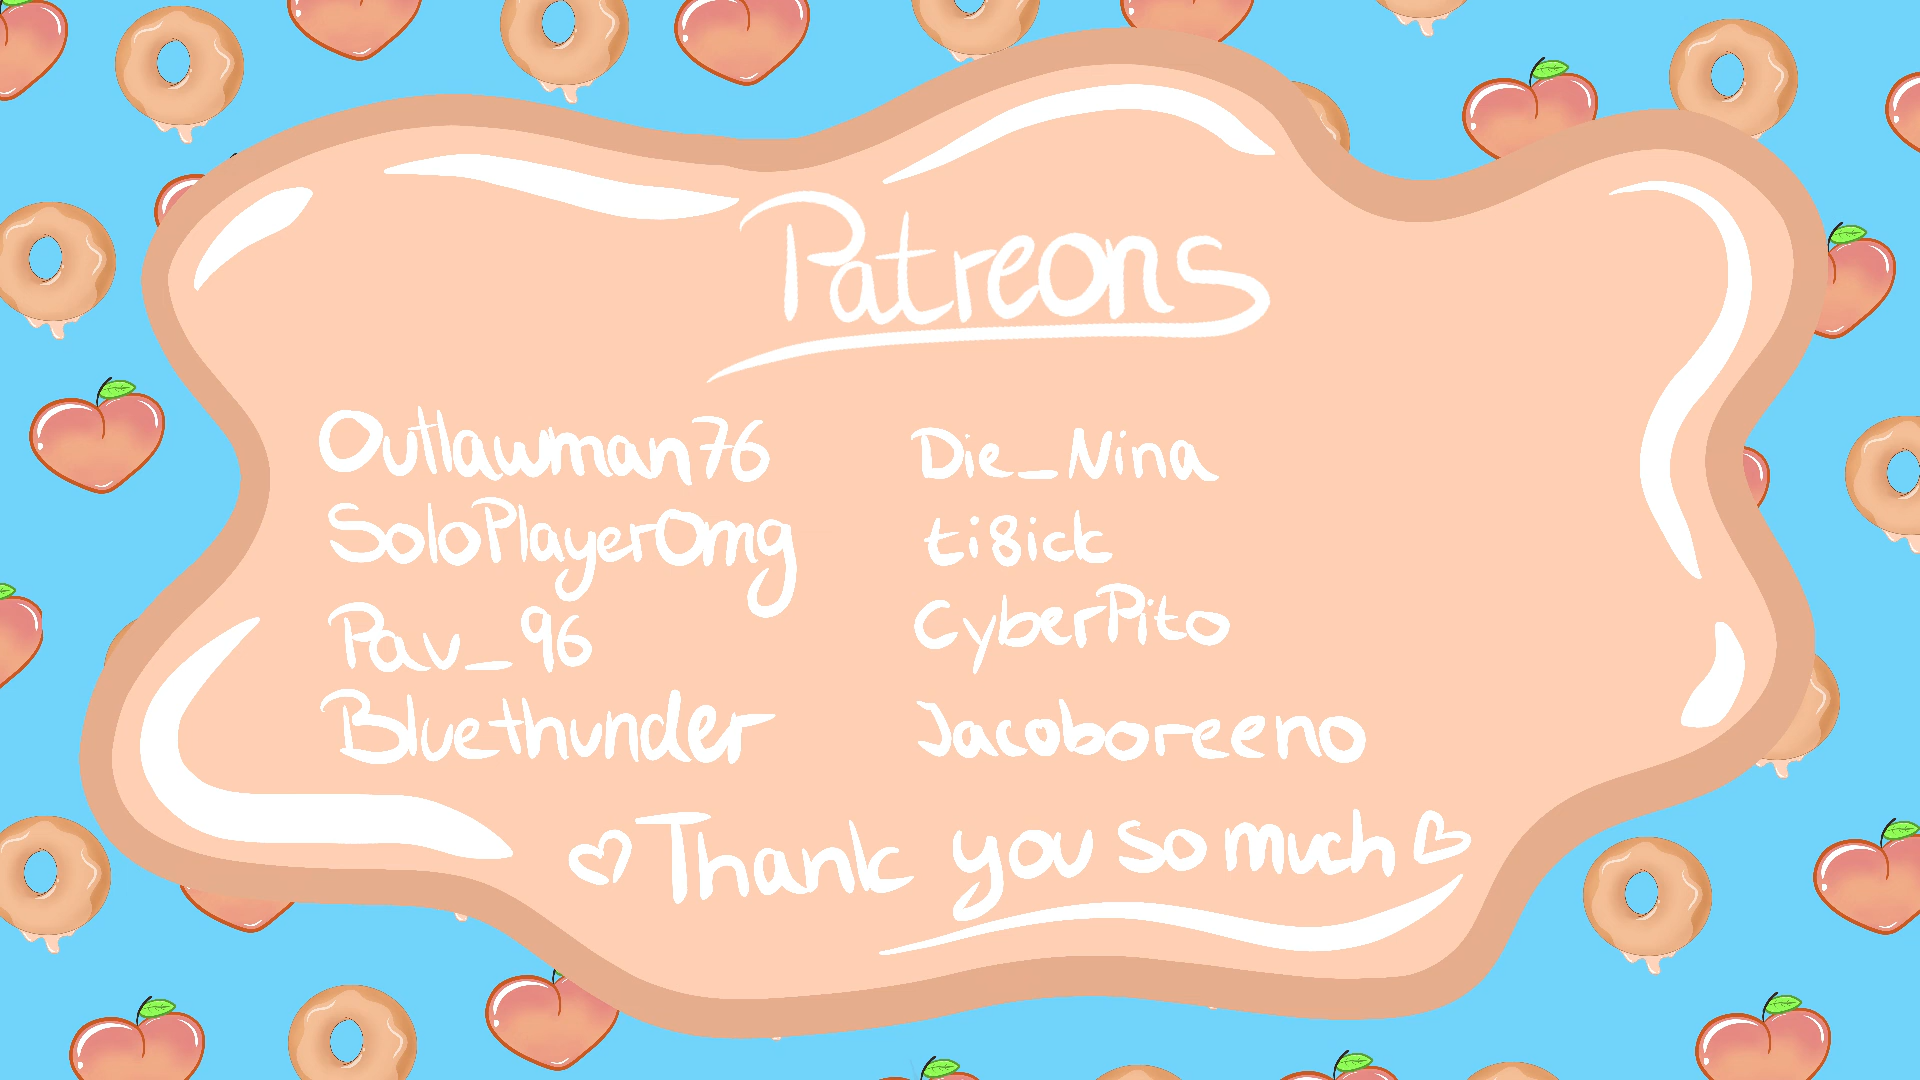 Patreons
Outlawman76
SoloPlayerOmg
Pav_96
Bluethunder
Die_Nina
ti8ick
CyberPito
Jacoboreeno
♡Thank you so much♡